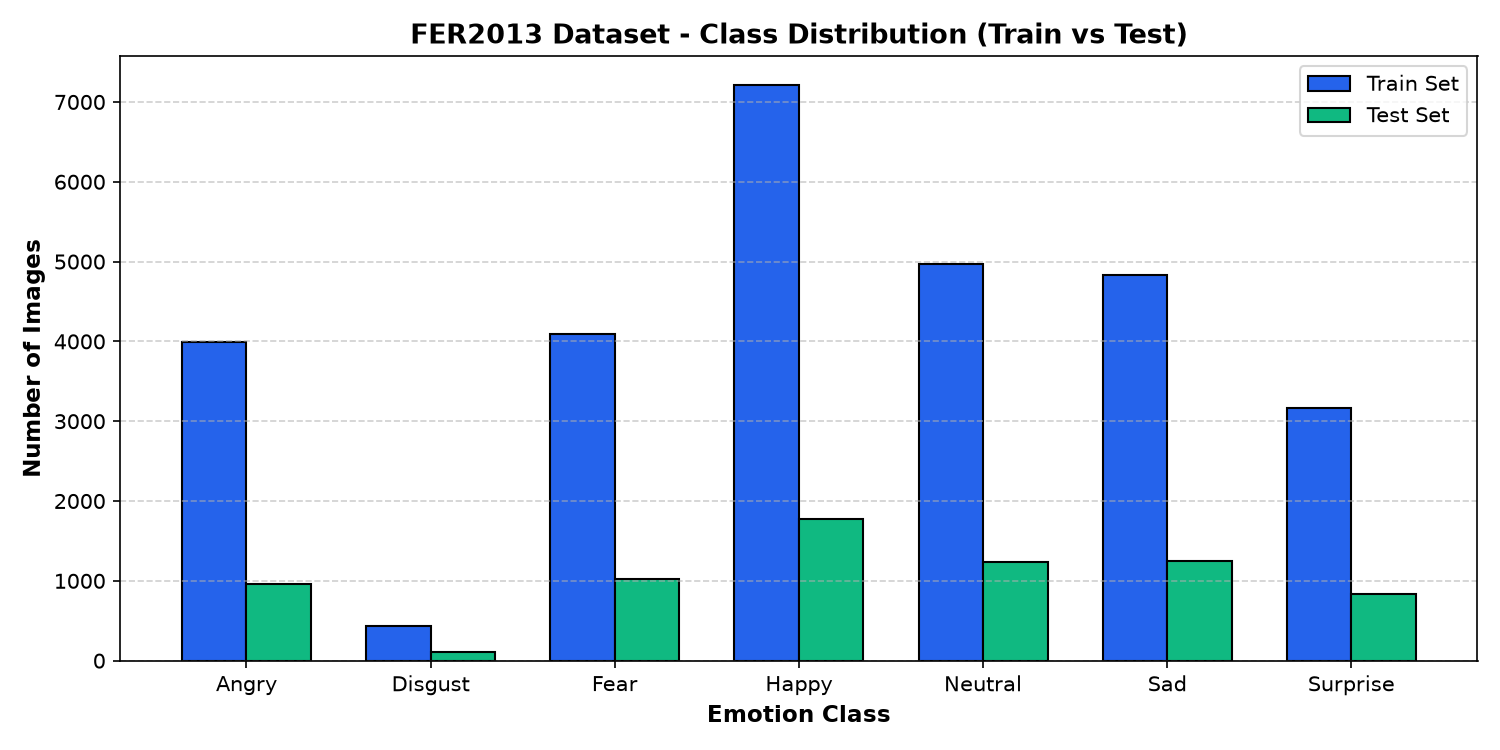 FER2013 Dataset - Class Distribution (Train vs Test)
Train Set
Test Set
Number of Images
7000
6000
5000
4000
3000
2000
1000
0
Angry Disgust Fear Happy Neutral Sad Surprise
Emotion Class